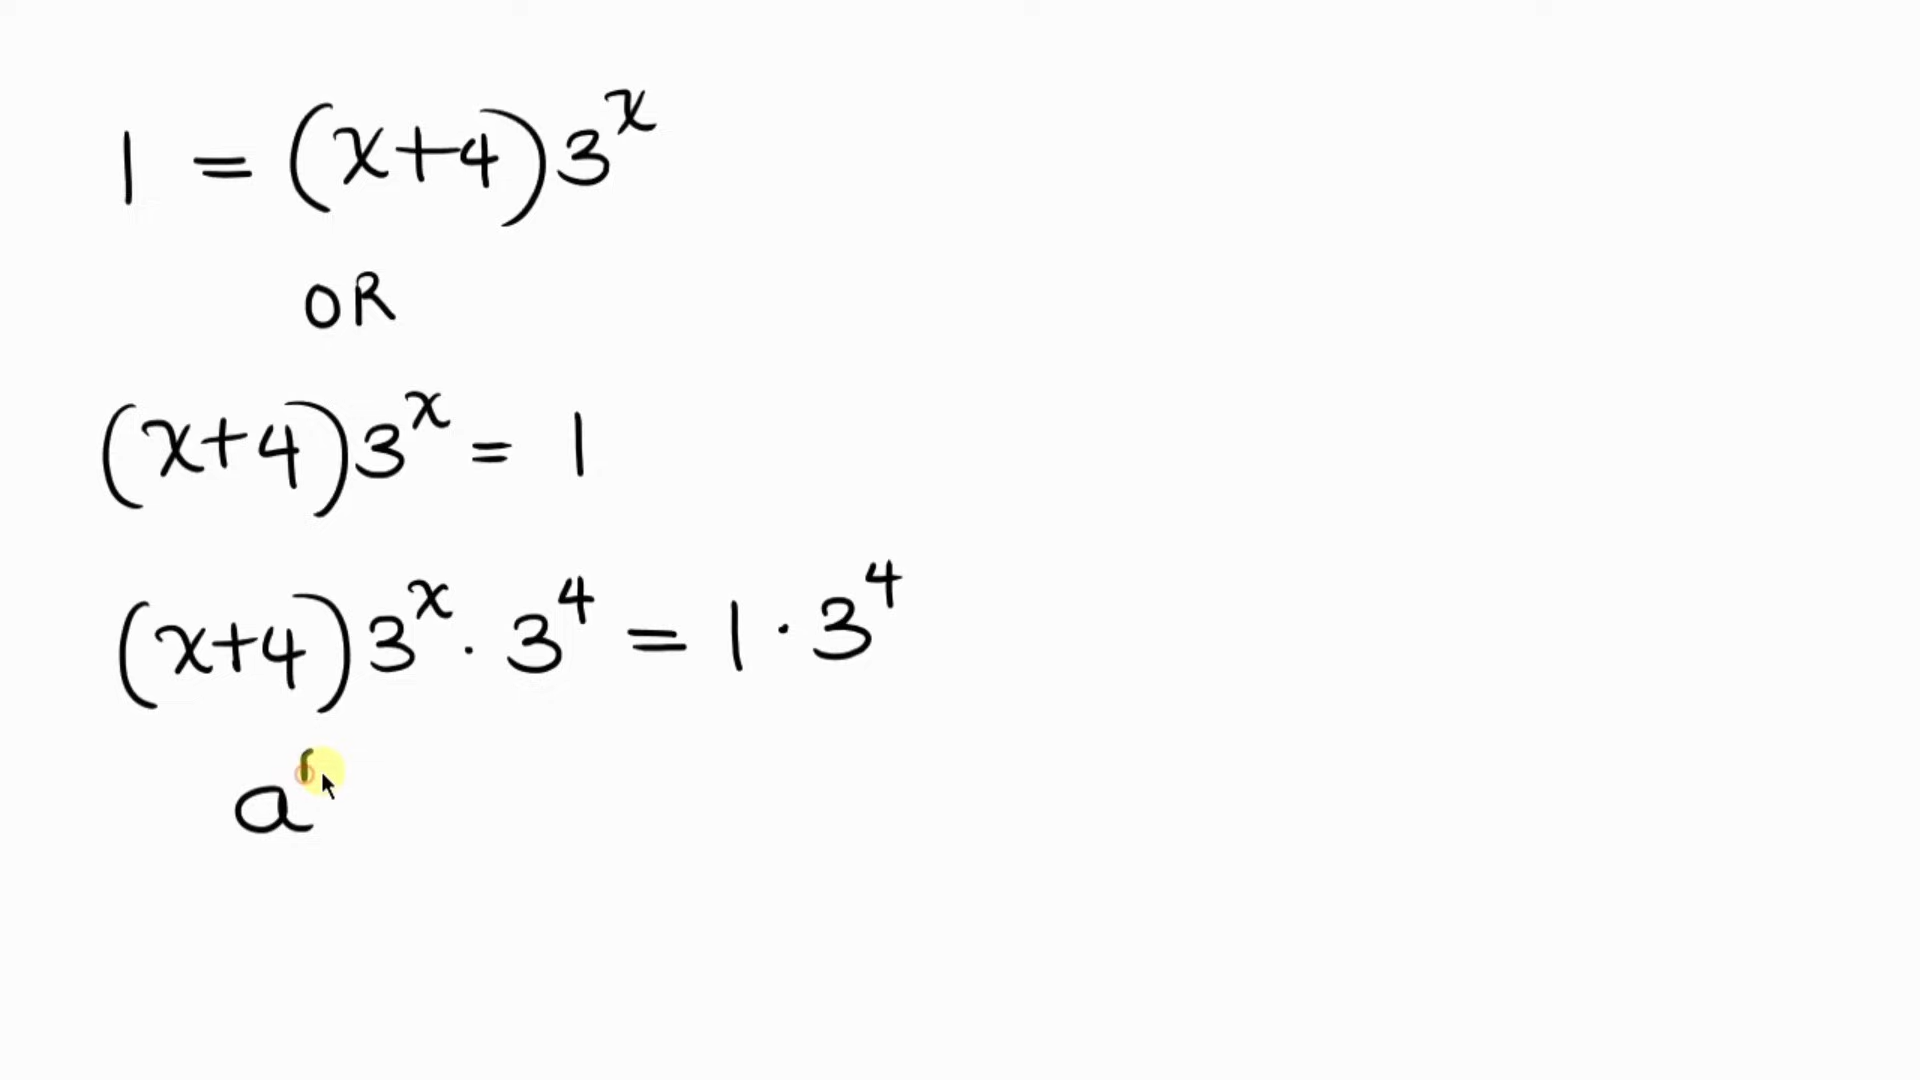 1 = (x+4)3^x
OR
(x+4)3^x = 1
(x+4)3^x · 3^4 = 1 · 3^4
a